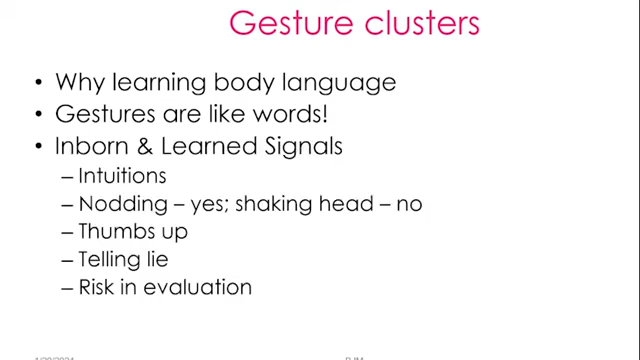 Gesture clusters
• Why learning body language
• Gestures are like words!
• Inborn & Learned Signals
– Intuitions
– Nodding – yes; shaking head – no
– Thumbs up
– Telling lie
– Risk in evaluation